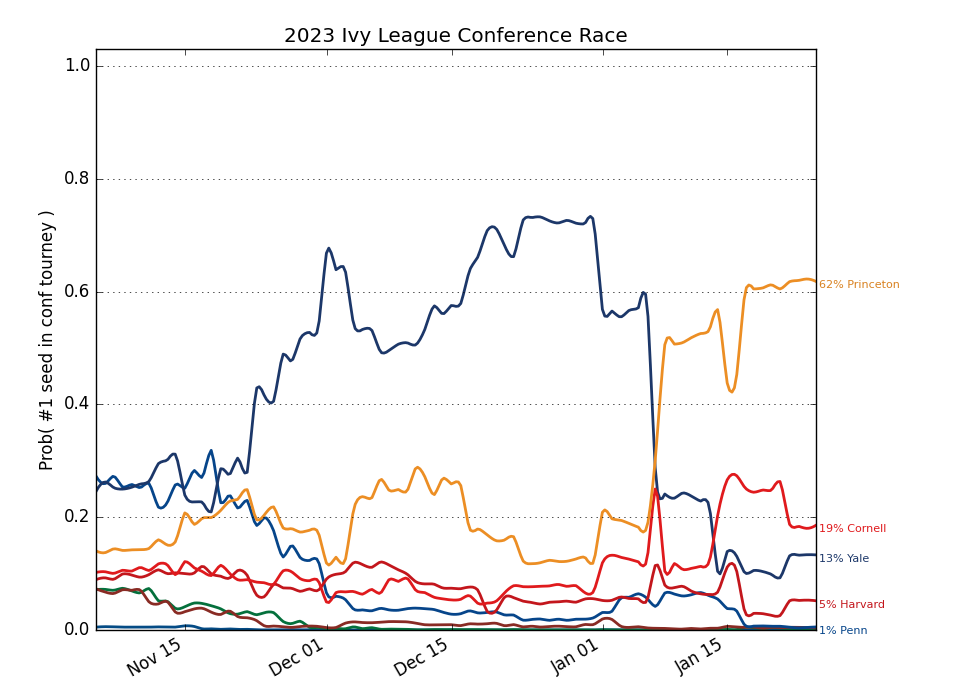 2023 Ivy League Conference Race
Prob( #1 seed in conf tourney )
1.0
0.8
0.6
0.4
0.2
0.0
Nov 15
Dec 01
Dec 15
Jan 01
Jan 15
62% Princeton
19% Cornell
13% Yale
5% Harvard
1% Penn